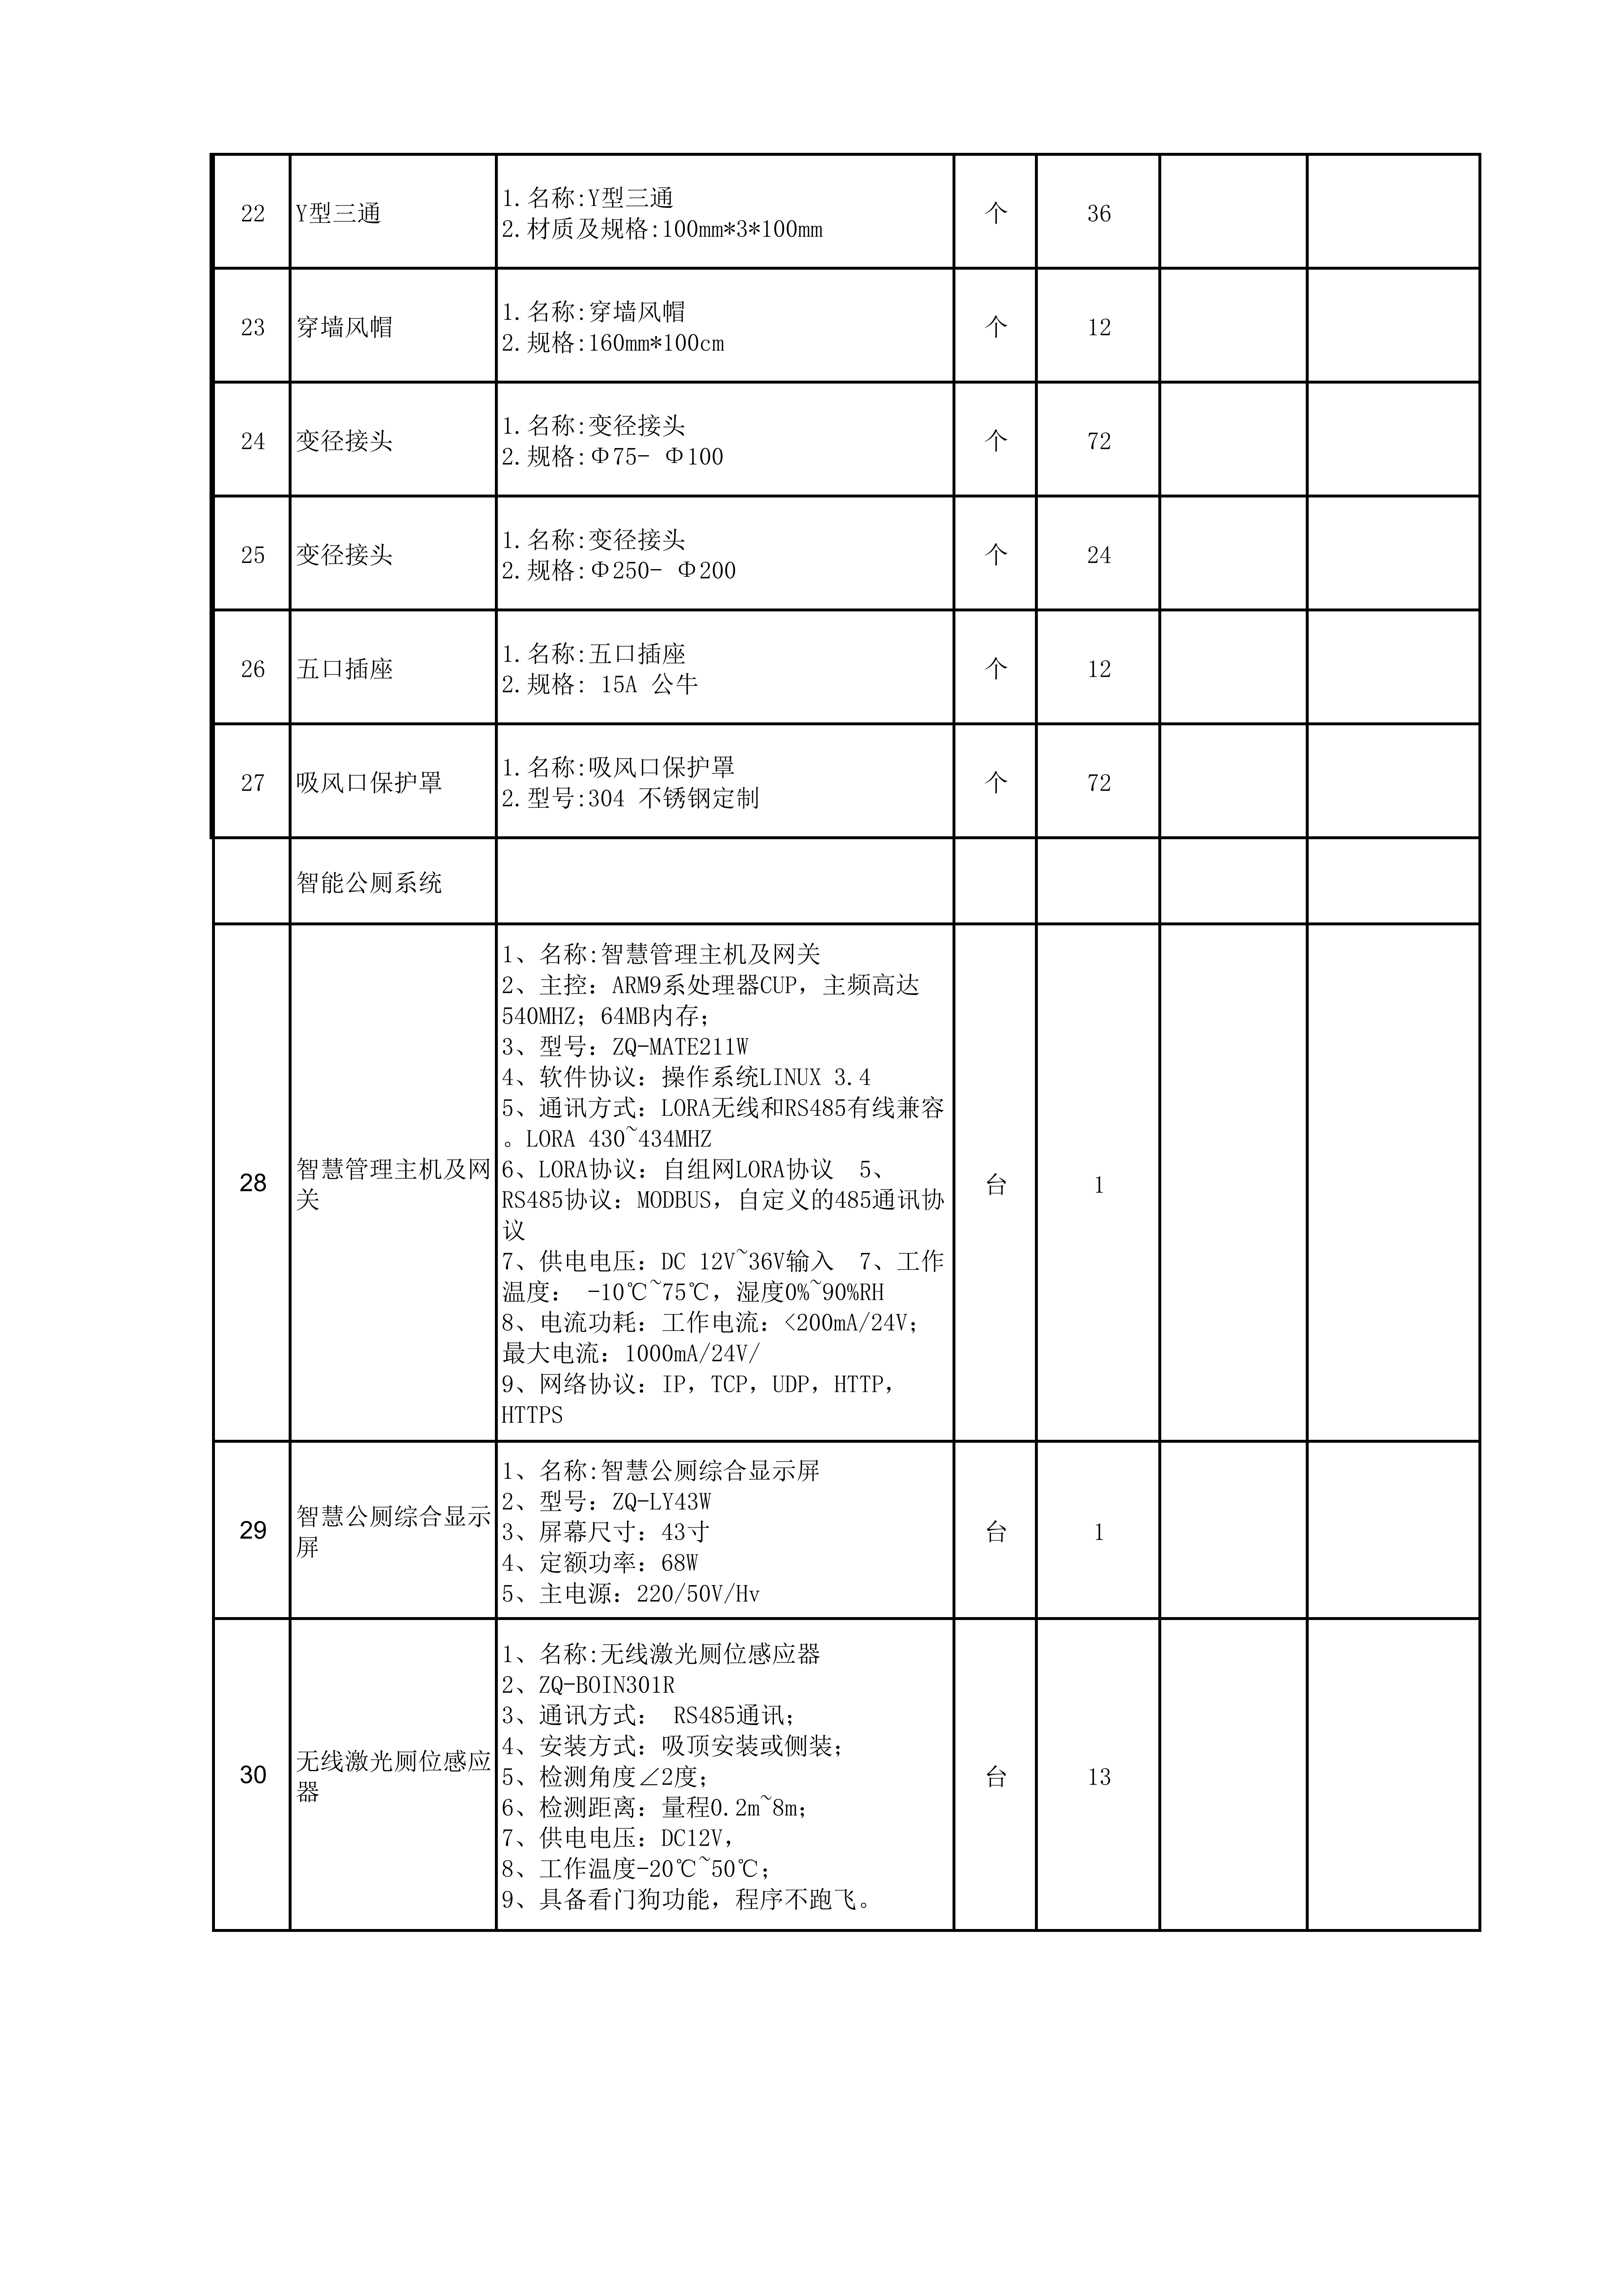 22
Y型三通
1.名称:Y型三通
2.材质及规格:100mm*3*100mm
个
36
23
穿墙风帽
1.名称:穿墙风帽
2.规格:160mm*100cm
个
12
24
变径接头
1.名称:变径接头
2.规格:Φ75- Φ100
个
72
25
变径接头
1.名称:变径接头
2.规格:Φ250- Φ200
个
24
26
五口插座
1.名称:五口插座
2.规格: 15A 公牛
个
12
27
吸风口保护罩
1.名称:吸风口保护罩
2.型号:304 不锈钢定制
个
72
智能公厕系统
28
智慧管理主机及网
关
1、名称:智慧管理主机及网关
2、主控：ARM9系处理器CUP，主频高达
540MHZ；64MB内存；
3、型号：ZQ-MATE211W
4、软件协议：操作系统LINUX 3.4
5、通讯方式：LORA无线和RS485有线兼容
。LORA 430~434MHZ
6、LORA协议：自组网LORA协议  5、
RS485协议：MODBUS，自定义的485通讯协
议
7、供电电压：DC 12V~36V输入  7、工作
温度： -10℃~75℃，湿度0%~90%RH
8、电流功耗：工作电流：<200mA/24V；
最大电流：1000mA/24V/
9、网络协议：IP，TCP，UDP，HTTP，
HTTPS
台
1
29
智慧公厕综合显示
屏
1、名称:智慧公厕综合显示屏
2、型号：ZQ-LY43W
3、屏幕尺寸：43寸
4、定额功率：68W
5、主电源：220/50V/Hv
台
1
30
无线激光厕位感应
器
1、名称:无线激光厕位感应器
2、ZQ-BOIN301R
3、通讯方式： RS485通讯；
4、安装方式：吸顶安装或侧装；
5、检测角度∠2度；
6、检测距离：量程0.2m~8m；
7、供电电压：DC12V，
8、工作温度-20℃~50℃；
9、具备看门狗功能，程序不跑飞。
台
13